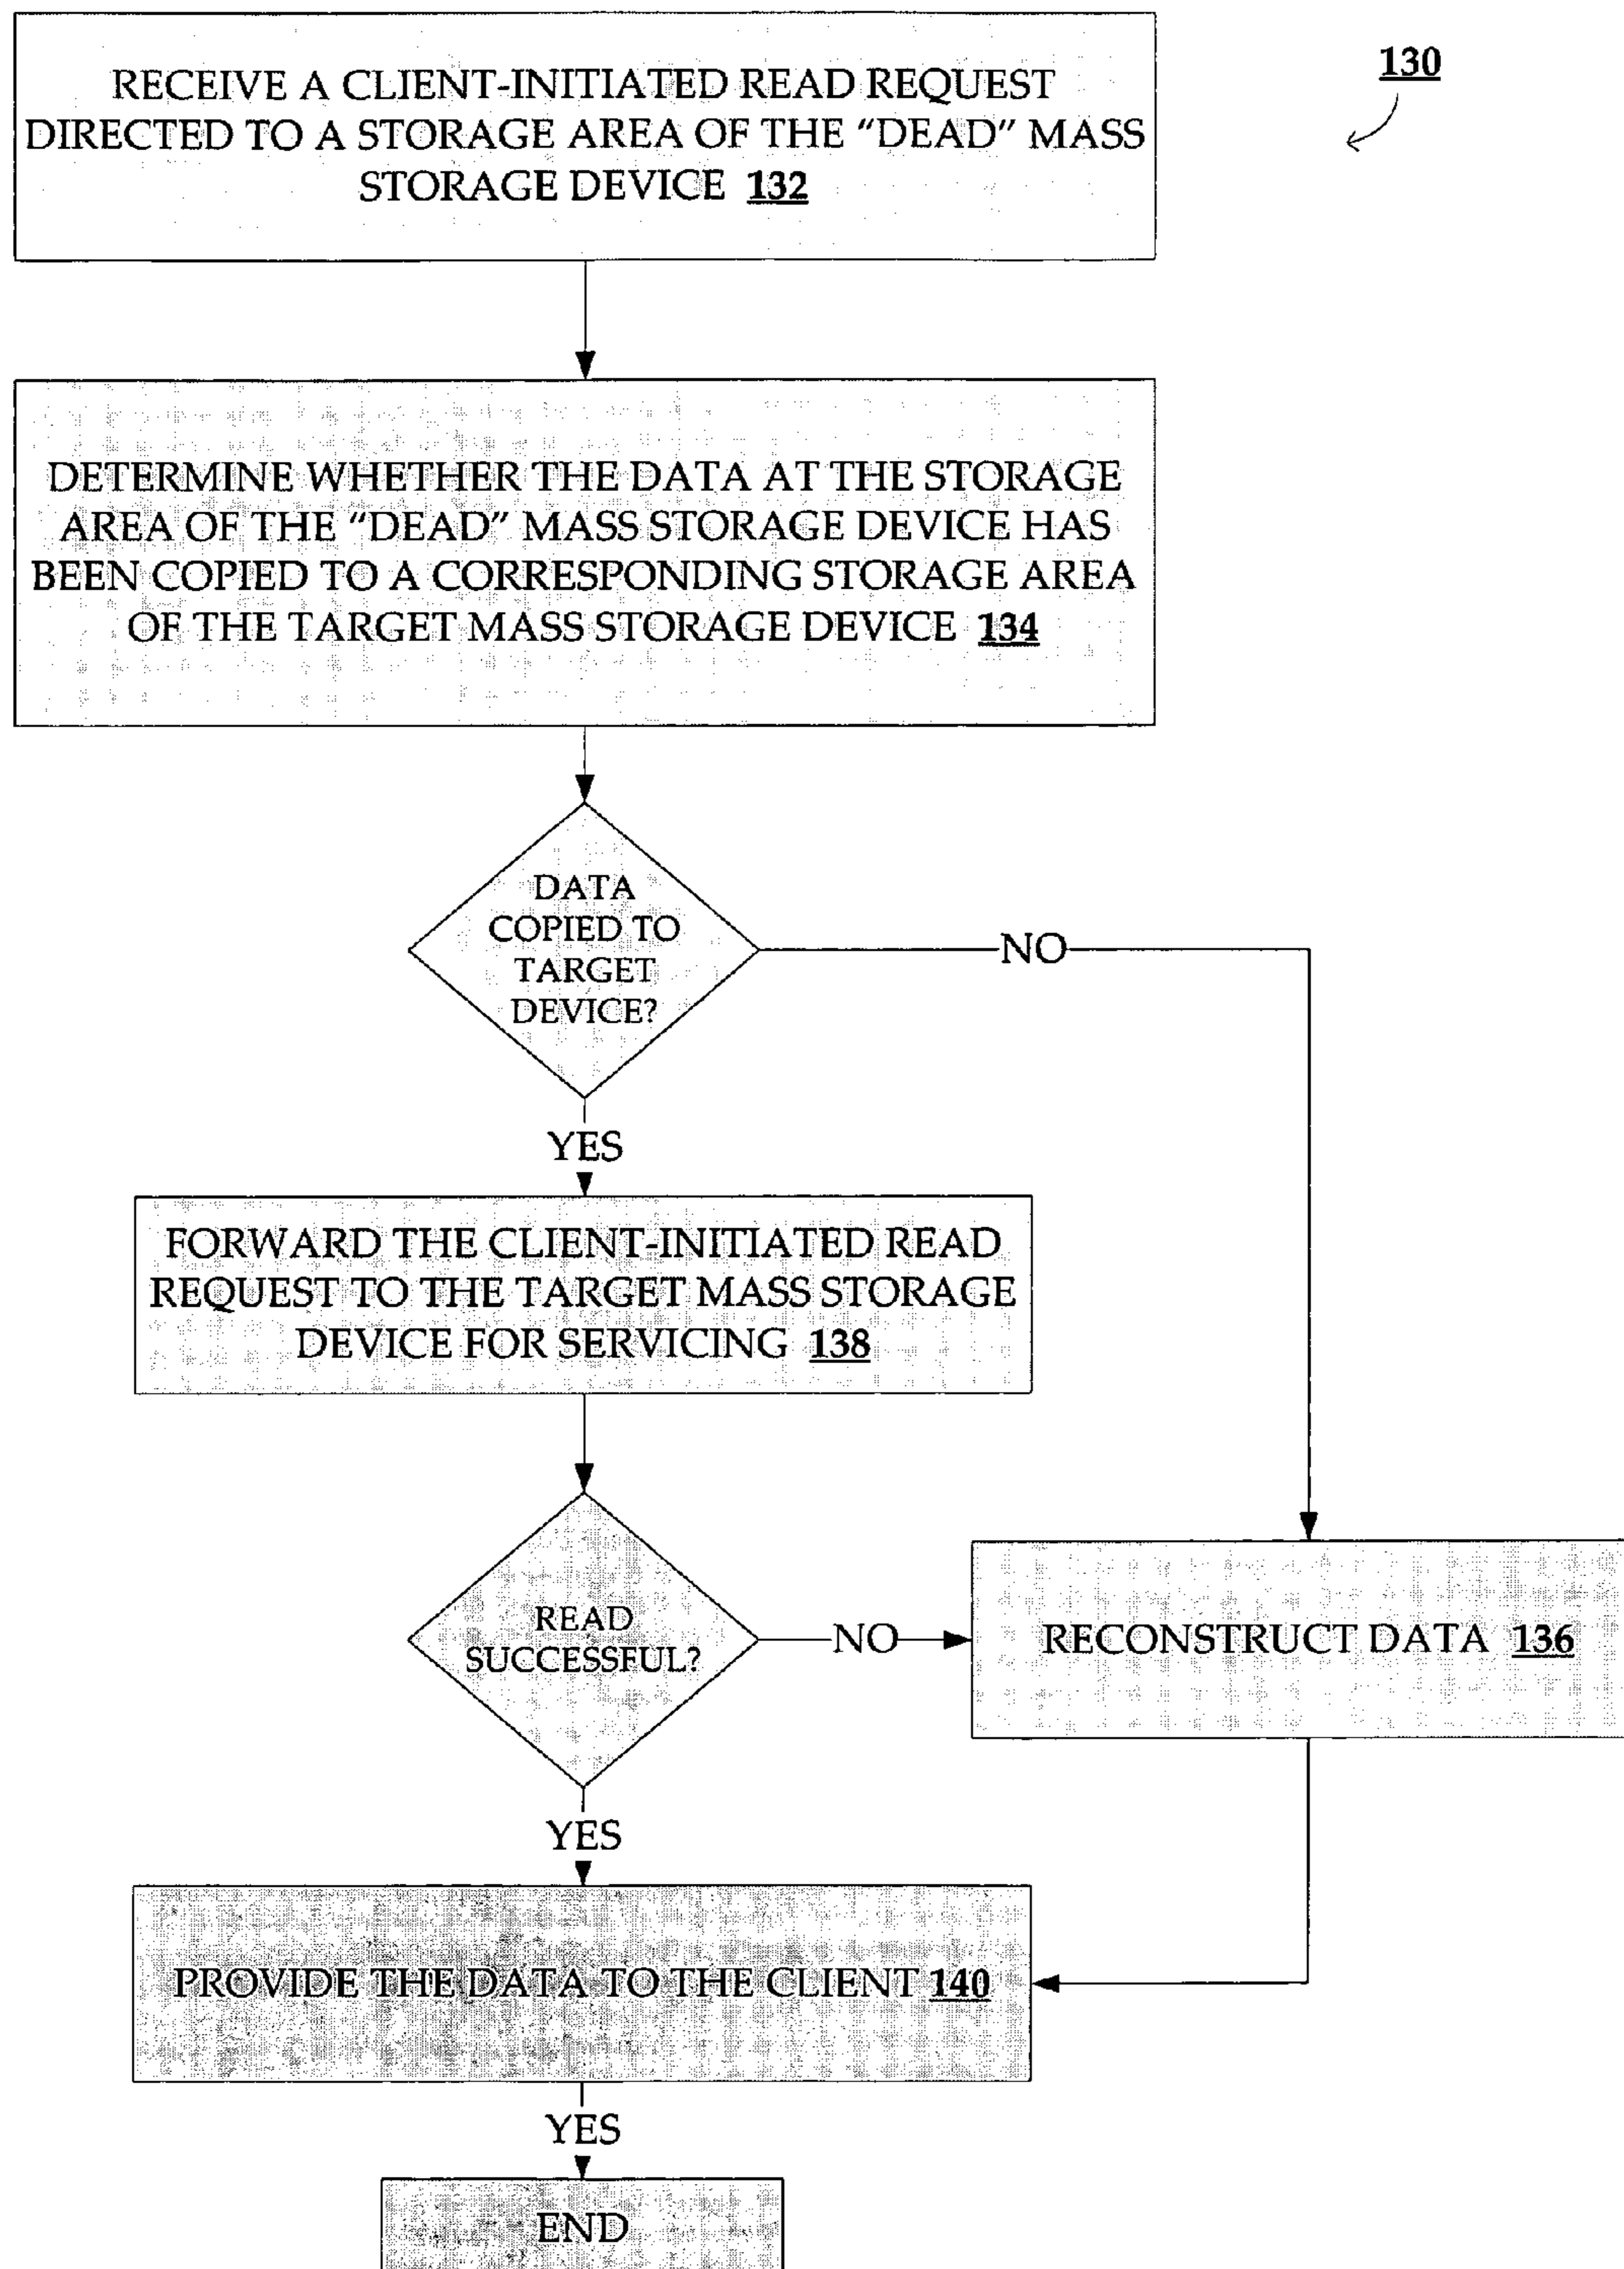 130
RECEIVE A CLIENT-INITIATED READ REQUEST
DIRECTED TO A STORAGE AREA OF THE “DEAD” MASS
STORAGE DEVICE 132
DETERMINE WHETHER THE DATA AT THE STORAGE
AREA OF THE “DEAD” MASS STORAGE DEVICE HAS
BEEN COPIED TO A CORRESPONDING STORAGE AREA
OF THE TARGET MASS STORAGE DEVICE 134
DATA
COPIED TO
TARGET
DEVICE?
NO
YES
FORWARD THE CLIENT-INITIATED READ
REQUEST TO THE TARGET MASS STORAGE
DEVICE FOR SERVICING 138
READ
SUCCESSFUL?
NO
RECONSTRUCT DATA 136
YES
PROVIDE THE DATA TO THE CLIENT 140
YES
END